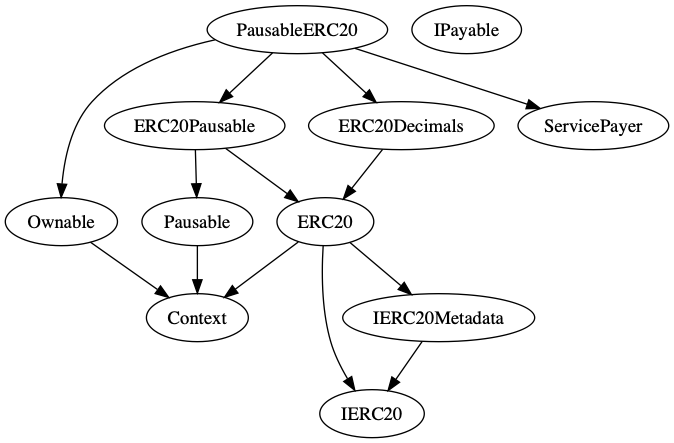 PausableERC20
IPayable
ERC20Pausable
ERC20Decimals
ServicePayer
Ownable
Pausable
ERC20
Context
IERC20Metadata
IERC20